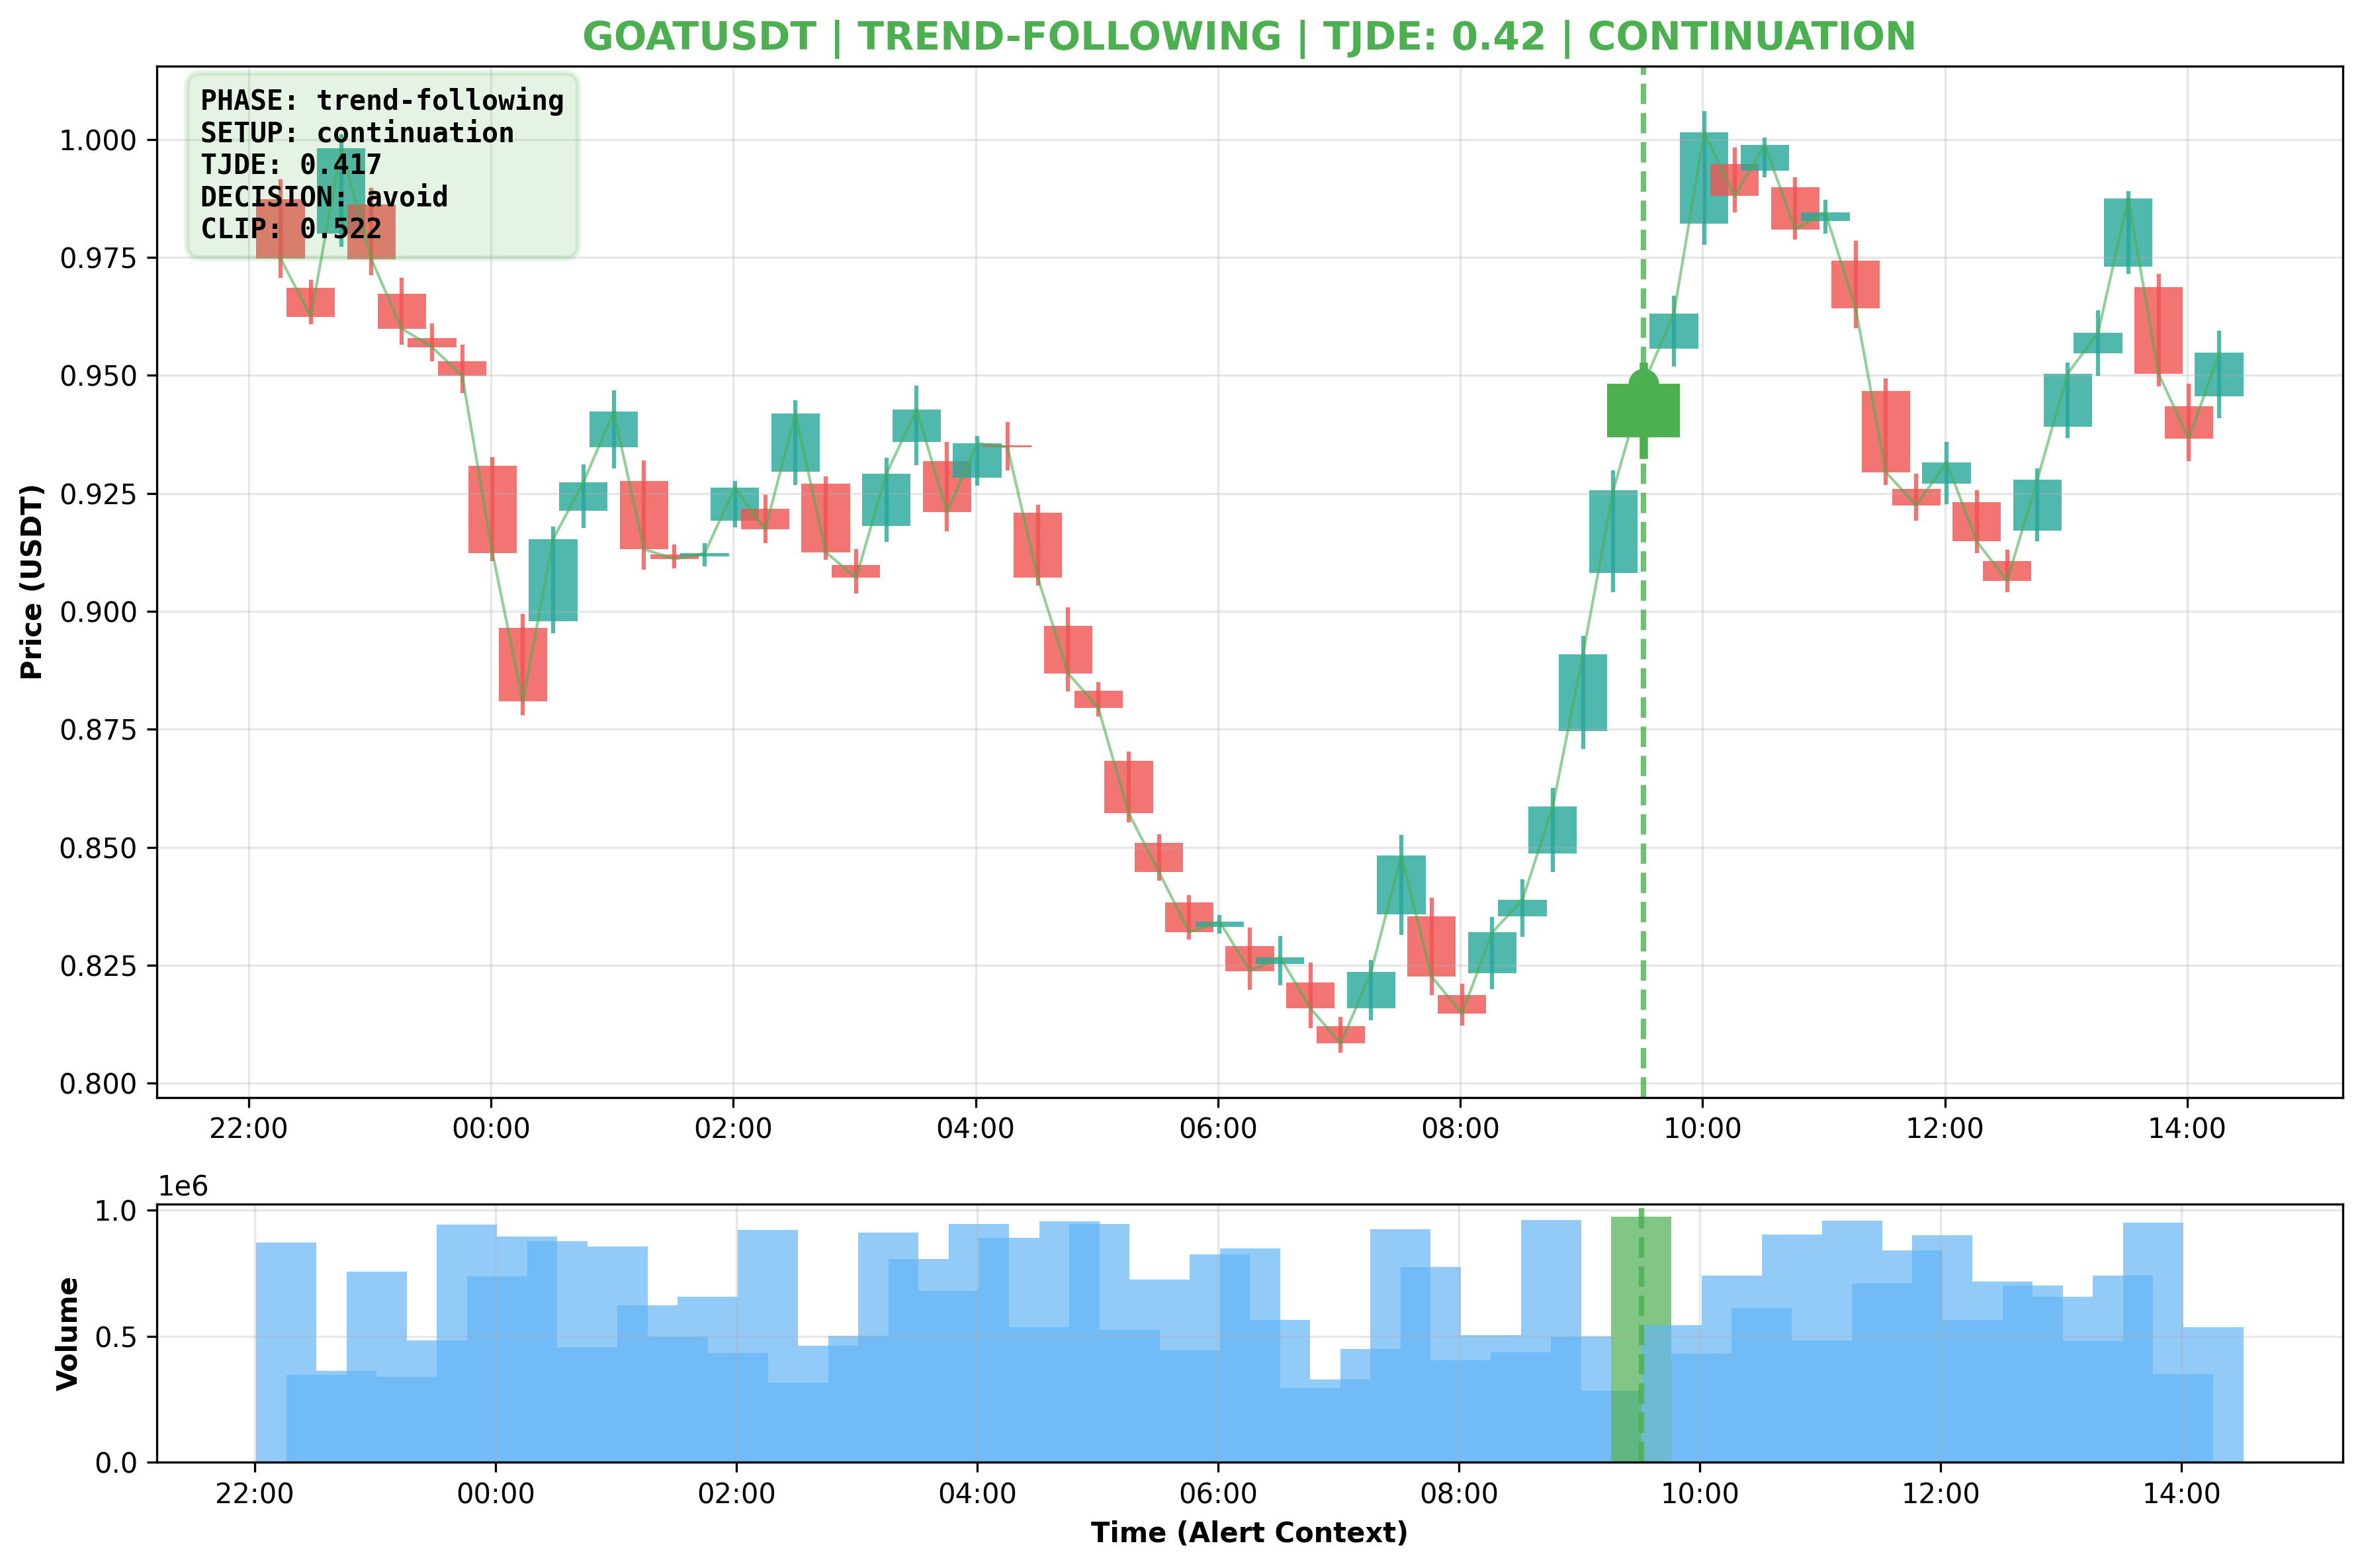 GOATUSDT | TREND-FOLLOWING | TJDE: 0.42 | CONTINUATION
PHASE: trend-following
SETUP: continuation
TJDE: 0.417
DECISION: avoid
CLIP: 0.522
Price (USDT)
1.000
0.975
0.950
0.925
0.900
0.875
0.850
0.825
0.800
22:00 00:00 02:00 04:00 06:00 08:00 10:00 12:00 14:00
1e6
Volume
1.0
0.5
0.0
22:00 00:00 02:00 04:00 06:00 08:00 10:00 12:00 14:00
Time (Alert Context)